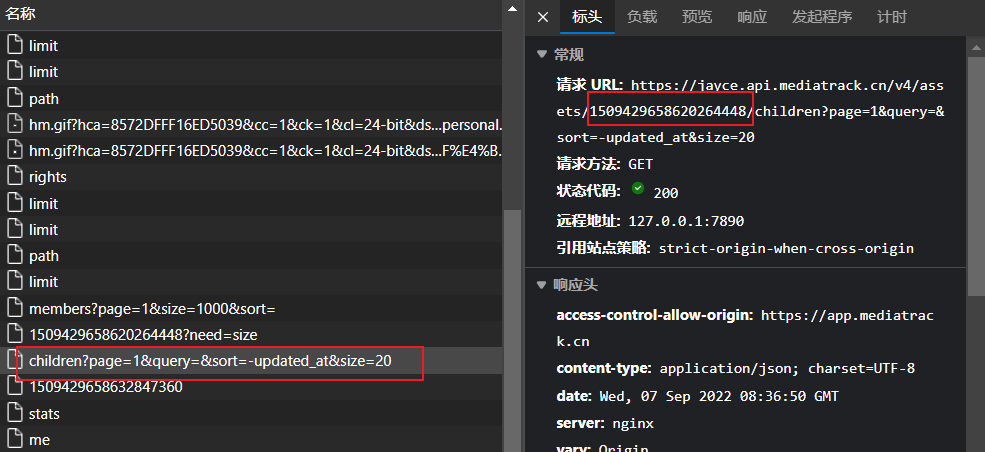 名称
limit
limit
path
hm.gif?hca=8572DFFF16ED5039&cc=1&ck=1&cl=24-bit&ds...personal.
hm.gif?hca=8572DFFF16ED5039&cc=1&ck=1&cl=24-bit&ds...F%E4%B.
rights
limit
limit
path
limit
members?page=1&size=1000&sort=
1509429658620264448?need=size
children?page=1&query=&sort=-updated_at&size=20
1509429658632847360
stats
me
标头 负载 预览 响应 发起程序 计时
常规
请求 URL: https://jayce.api.mediatrack.cn/v4/ass
ets/1509429658620264448/children?page=1&query=&
sort=-updated_at&size=20
请求方法: GET
状态代码: 200
远程地址: 127.0.0.1:7890
引用站点策略: strict-origin-when-cross-origin
响应头
access-control-allow-origin: https://app.mediatrac
k.cn
content-type: application/json; charset=UTF-8
date: Wed, 07 Sep 2022 08:36:50 GMT
server: nginx
vary: Origin